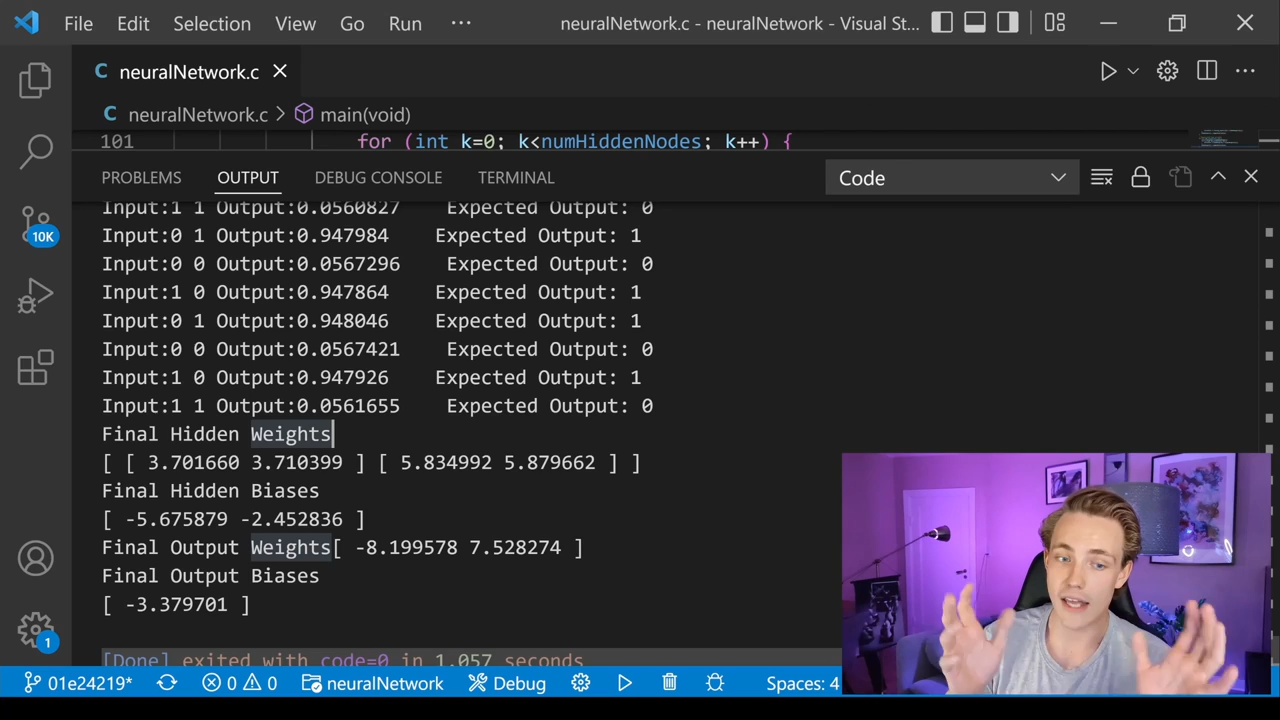 File Edit Selection View Go Run ··· neuralNetwork.c - neuralNetwork - Visual St...
C neuralNetwork.c
C neuralNetwork.c > main(void)
101 for (int k=0; k<numHiddenNodes; k++) {
PROBLEMS OUTPUT DEBUG CONSOLE TERMINAL Code
Input:1 1 Output:0.0560827 Expected Output: 0
Input:0 1 Output:0.947984 Expected Output: 1
Input:0 0 Output:0.0567296 Expected Output: 0
Input:1 0 Output:0.947864 Expected Output: 1
Input:0 1 Output:0.948046 Expected Output: 1
Input:0 0 Output:0.0567421 Expected Output: 0
Input:1 0 Output:0.947926 Expected Output: 1
Input:1 1 Output:0.0561655 Expected Output: 0
Final Hidden Weights
[ [ 3.701660 3.710399 ] [ 5.834992 5.879662 ] ]
Final Hidden Biases
[ -5.675879 -2.452836 ]
Final Output Weights[ -8.199578 7.528274 ]
Final Output Biases
[ -3.379701 ]
[Done] exited with code=0 in 1.057 seconds
10K
1
01e24219* 0 0 neuralNetwork Debug Spaces: 4